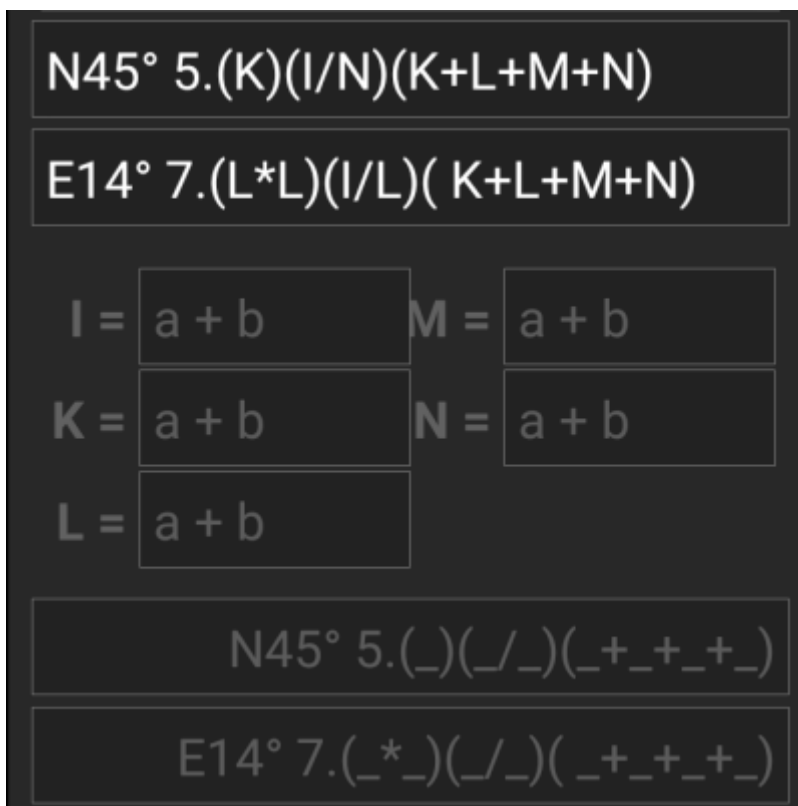 N45° 5.(K)(I/N)(K+L+M+N)
E14° 7.(L*L)(I/L)( K+L+M+N)
I = a + b M = a + b
K = a + b N = a + b
L = a + b
N45° 5.(_)(_/_)(_+_+_+_)
E14° 7.(_*_)(_/_)( _+_+_+_)